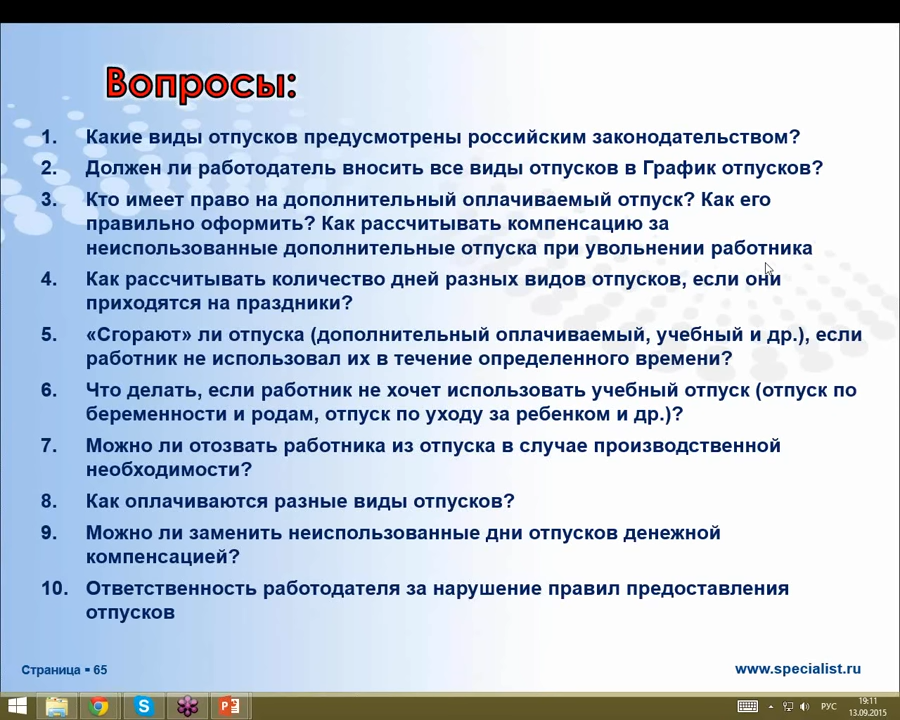 Вопросы:
1. Какие виды отпусков предусмотрены российским законодательством?
2. Должен ли работодатель вносить все виды отпусков в График отпусков?
3. Кто имеет право на дополнительный оплачиваемый отпуск? Как его
правильно оформить? Как рассчитывать компенсацию за
неиспользованные дополнительные отпуска при увольнении работника
4. Как рассчитывать количество дней разных видов отпусков, если они
приходятся на праздники?
5. «Сгорают» ли отпуска (дополнительный оплачиваемый, учебный и др.), если
работник не использовал их в течение определенного времени?
6. Что делать, если работник не хочет использовать учебный отпуск (отпуск по
беременности и родам, отпуск по уходу за ребенком и др.)?
7. Можно ли отозвать работника из отпуска в случае производственной
необходимости?
8. Как оплачиваются разные виды отпусков?
9. Можно ли заменить неиспользованные дни отпусков денежной
компенсацией?
10. Ответственность работодателя за нарушение правил предоставления
отпусков
Страница ▪ 65
www.specialist.ru
РУС
19:11
13.09.2015